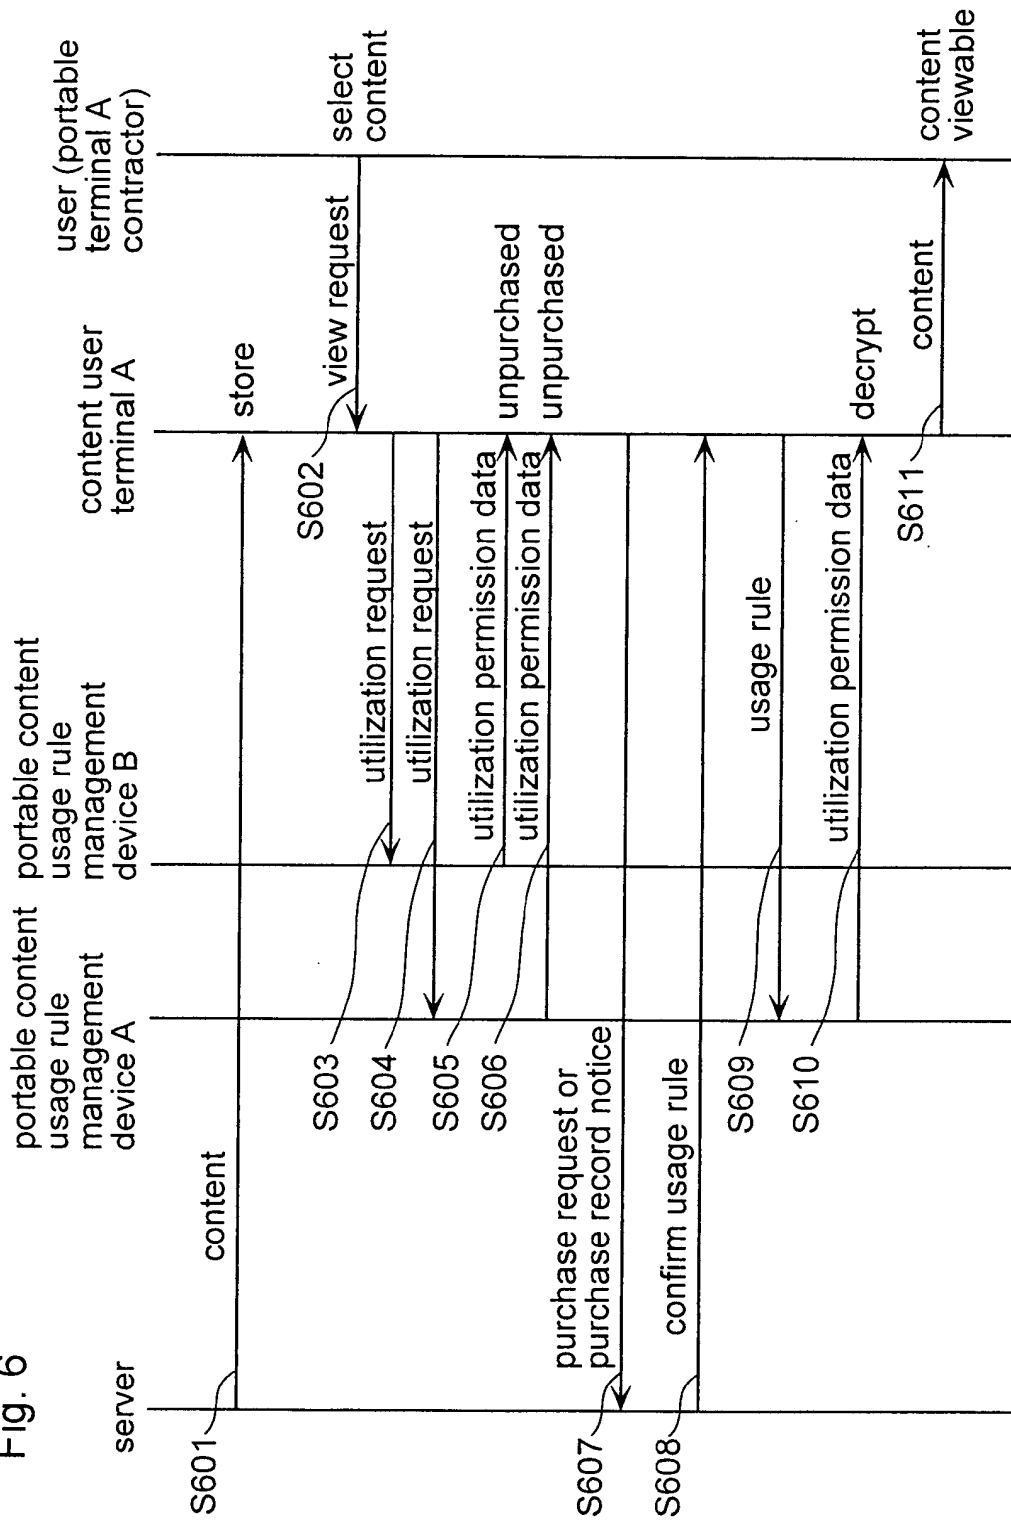 Fig. 6
server
portable content
usage rule
management
device A
portable content
usage rule
management
device B
content user
terminal A
user (portable
terminal A
contractor)
S601
content
store
S602
view request
select
content
S603
utilization request
S604
utilization request
S605
utilization permission data
unpurchased
S606
utilization permission data
unpurchased
S607
purchase request or
purchase record notice
S608
confirm usage rule
S609
usage rule
S610
utilization permission data
decrypt
S611
content
content
viewable